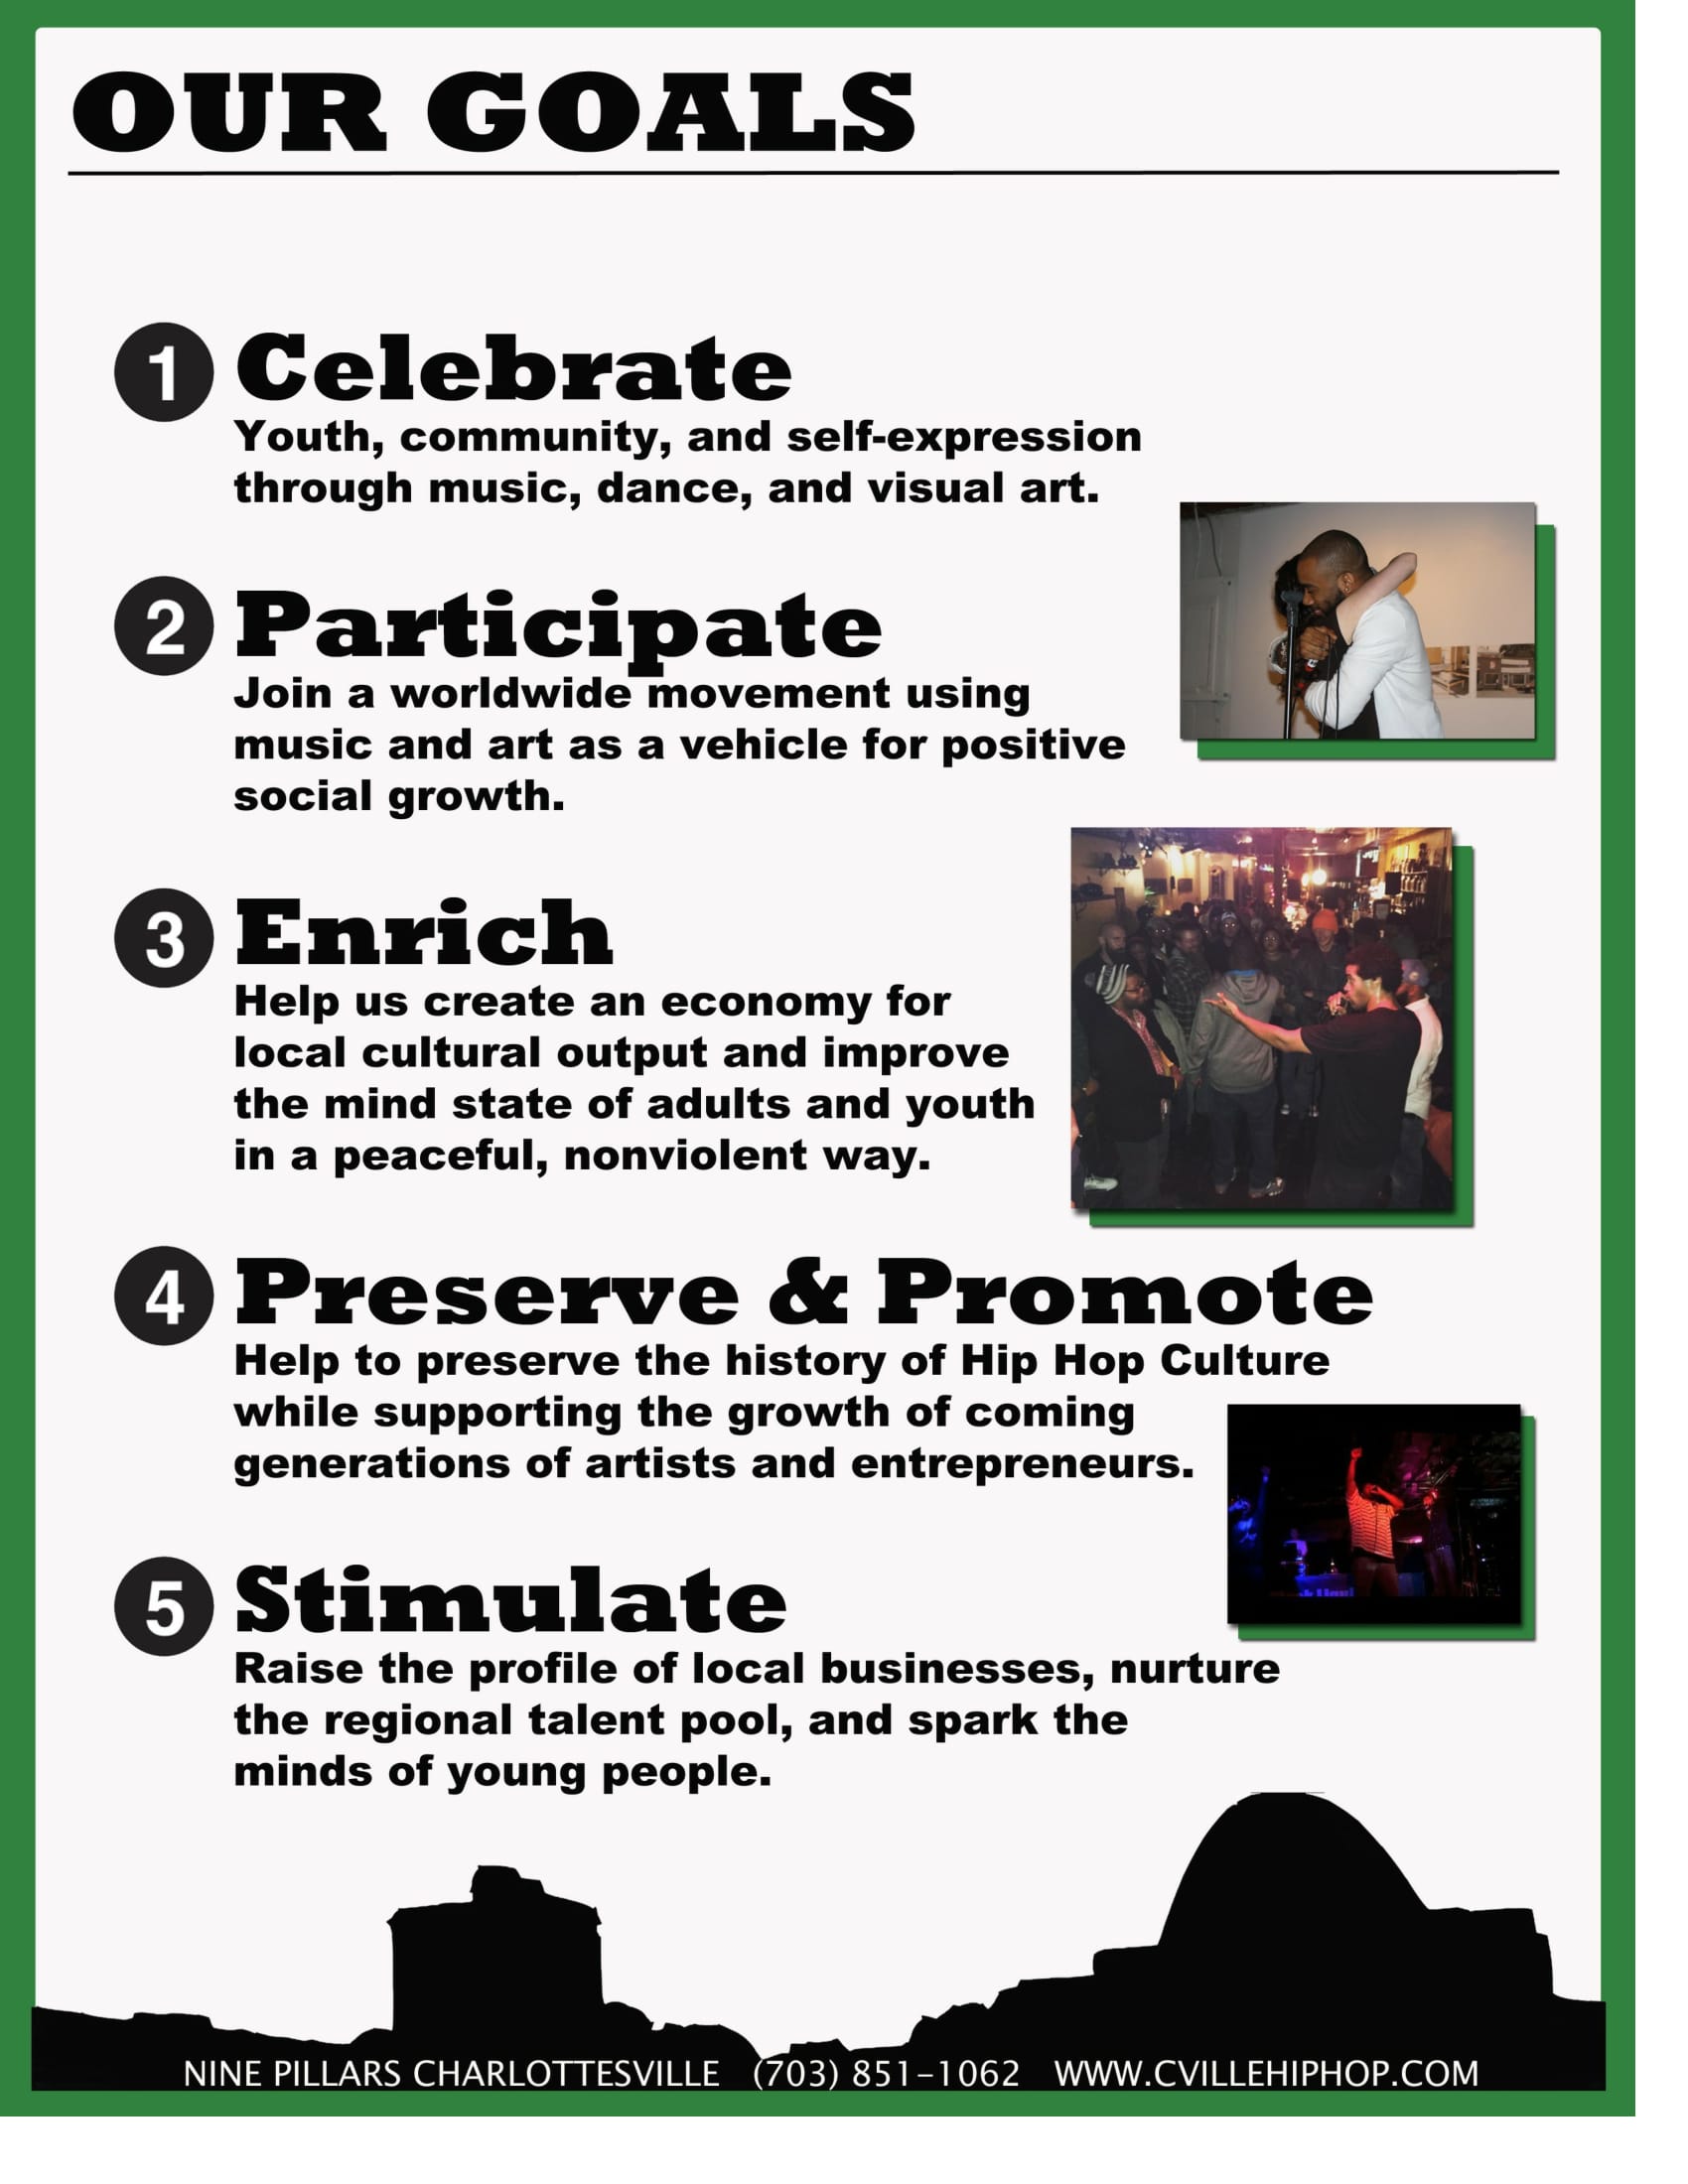 OUR GOALS
1 Celebrate
Youth, community, and self-expression
through music, dance, and visual art.
2 Participate
Join a worldwide movement using
music and art as a vehicle for positive
social growth.
3 Enrich
Help us create an economy for
local cultural output and improve
the mind state of adults and youth
in a peaceful, nonviolent way.
4 Preserve & Promote
Help to preserve the history of Hip Hop Culture
while supporting the growth of coming
generations of artists and entrepreneurs.
5 Stimulate
Raise the profile of local businesses, nurture
the regional talent pool, and spark the
minds of young people.
NINE PILLARS CHARLOTTESVILLE (703) 851-1062 WWW.CVILLEHIPHOP.COM